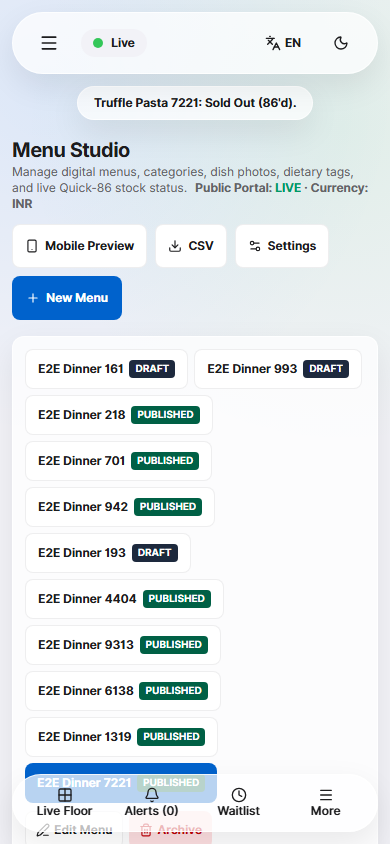 Live
EN
Truffle Pasta 7221: Sold Out (86'd).
Menu Studio
Manage digital menus, categories, dish photos, dietary tags,
and live Quick-86 stock status. Public Portal: LIVE · Currency:
INR
Mobile Preview
CSV
Settings
New Menu
E2E Dinner 161 DRAFT
E2E Dinner 993 DRAFT
E2E Dinner 218 PUBLISHED
E2E Dinner 701 PUBLISHED
E2E Dinner 942 PUBLISHED
E2E Dinner 193 DRAFT
E2E Dinner 4404 PUBLISHED
E2E Dinner 9313 PUBLISHED
E2E Dinner 6138 PUBLISHED
E2E Dinner 1319 PUBLISHED
E2E Dinner 7221 PUBLISHED
Live Floor
Alerts (0)
Waitlist
More
Edit Menu
Archive